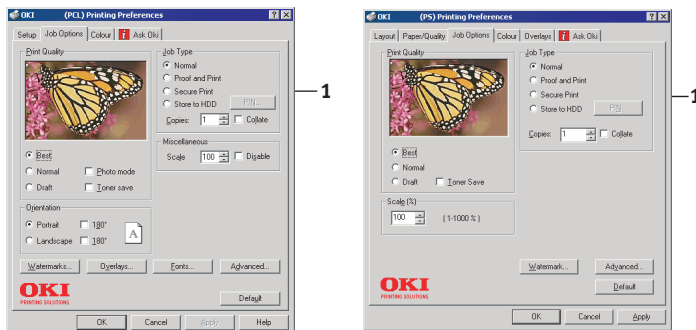 OKI (PCL) Printing Preferences
Setup Job Options Colour Ask Oki
Print Quality
Best
Normal Photo mode
Draft Toner save
Orientation
Portrait 180°
Landscape 180°
A
Job Type
Normal
Proof and Print
Secure Print
Store to HDD PIN...
Copies: 1 Collate
Miscellaneous
Scale 100 Disable
Watermarks... Overlays... Fonts... Advanced...
OKI
PRINTING SOLUTIONS
Default
OK Cancel Apply Help
1
OKI (PS) Printing Preferences
Layout Paper/Quality Job Options Colour Overlays Ask Oki
Print Quality
Best
Normal
Draft Toner Save
Scale (%)
100 (1-1000 %)
Job Type
Normal
Proof and Print
Secure Print
Store to HDD PIN
Copies: 1 Collate
Watermark... Advanced...
OKI
PRINTING SOLUTIONS
Default
OK Cancel Apply
1